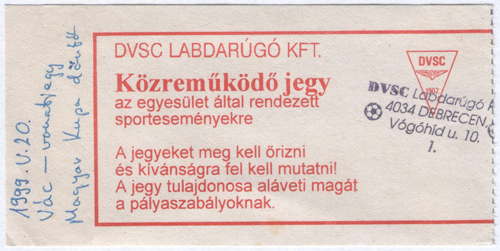 1999. V. 20.
Vác – vonatjegy
Magyar Kupa döntő
DVSC LABDARÚGÓ KFT.
Közreműködő jegy
az egyesület által rendezett
sporteseményekre
A jegyeket meg kell őrizni
és kívánságra fel kell mutatni!
A jegy tulajdonosa aláveti magát
a pályaszabályoknak.
DVSC
1902
DVSC Labdarúgó
4034 DEBRECEN,
Vágóhíd u. 10.
1.